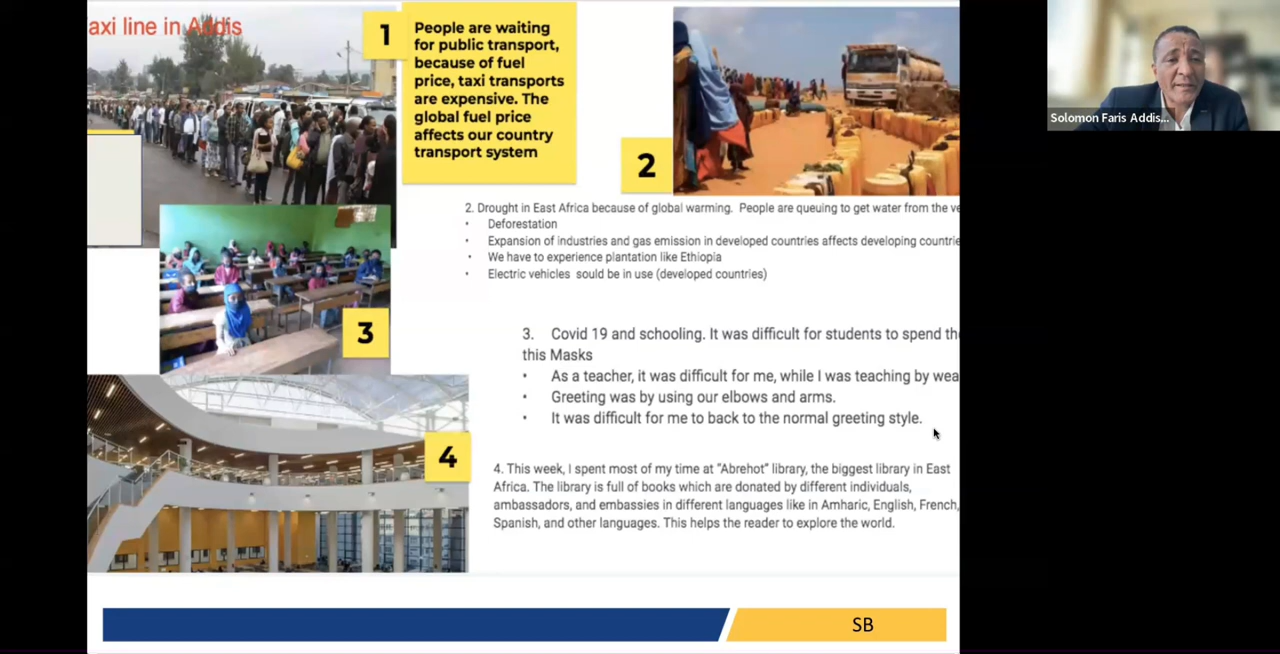 axi line in Addis
1
People are waiting
for public transport,
because of fuel
price, taxi transports
are expensive. The
global fuel price
affects our country
transport system
2
Solomon Faris Addis...
2. Drought in East Africa because of global warming. People are queuing to get water from the ve
• Deforestation
• Expansion of industries and gas emission in developed countries affects developing countrie
• We have to experience plantation like Ethiopia
• Electric vehicles sould be in use (developed countries)
3
3. Covid 19 and schooling. It was difficult for students to spend the
this Masks
• As a teacher, it was difficult for me, while I was teaching by wea
• Greeting was by using our elbows and arms.
• It was difficult for me to back to the normal greeting style.
4
4. This week, I spent most of my time at "Abrehot" library, the biggest library in East
Africa. The library is full of books which are donated by different individuals,
ambassadors, and embassies in different languages like in Amharic, English, French,
Spanish, and other languages. This helps the reader to explore the world.
SB